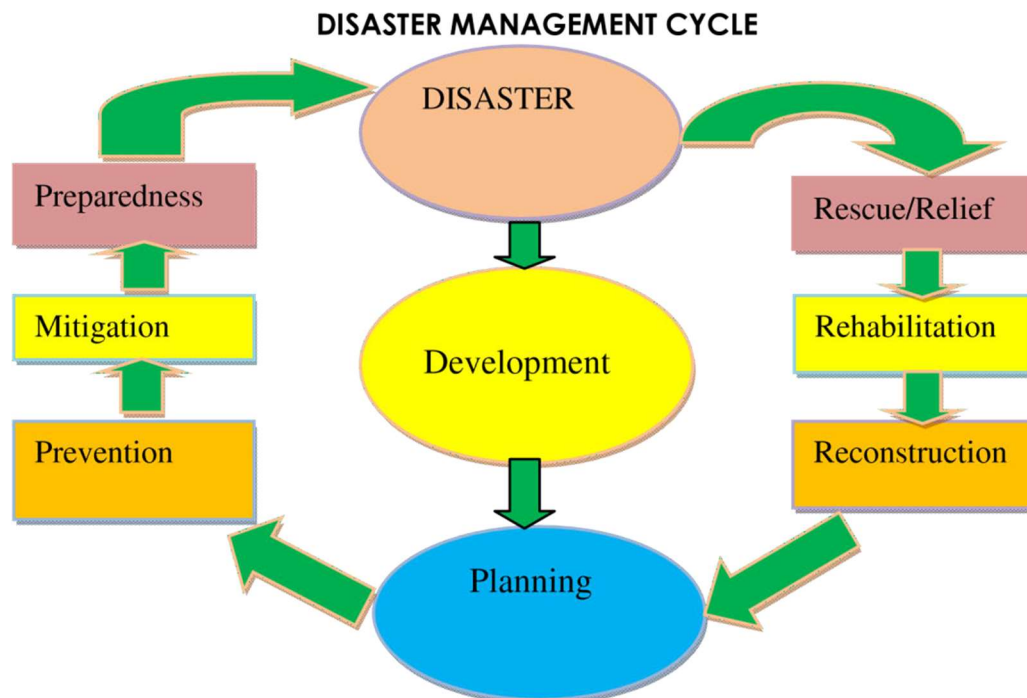 DISASTER MANAGEMENT CYCLE
DISASTER
Preparedness
Rescue/Relief
Mitigation
Development
Rehabilitation
Prevention
Reconstruction
Planning